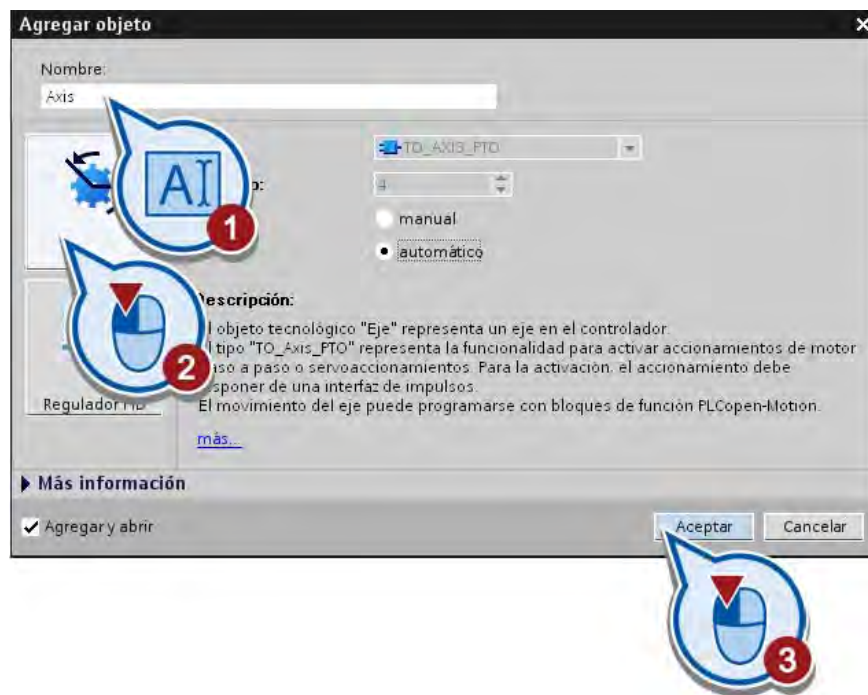 Agregar objeto
Nombre:
Axis
TO_AXIS_PTO
4
manual
automático
AI
1
2
escripción:
objeto tecnológico "Eje" representa un eje en el controlador.
tipo "TO_Axis_PTO" representa la funcionalidad para activar accionamientos de motor
aso a paso o servoaccionamientos. Para la activación, el accionamiento debe
sponer de una interfaz de impulsos.
El movimiento del eje puede programarse con bloques de función PLCopen-Motion.
Regulador
más...
Más información
Agregar y abrir
Aceptar
Cancelar
3